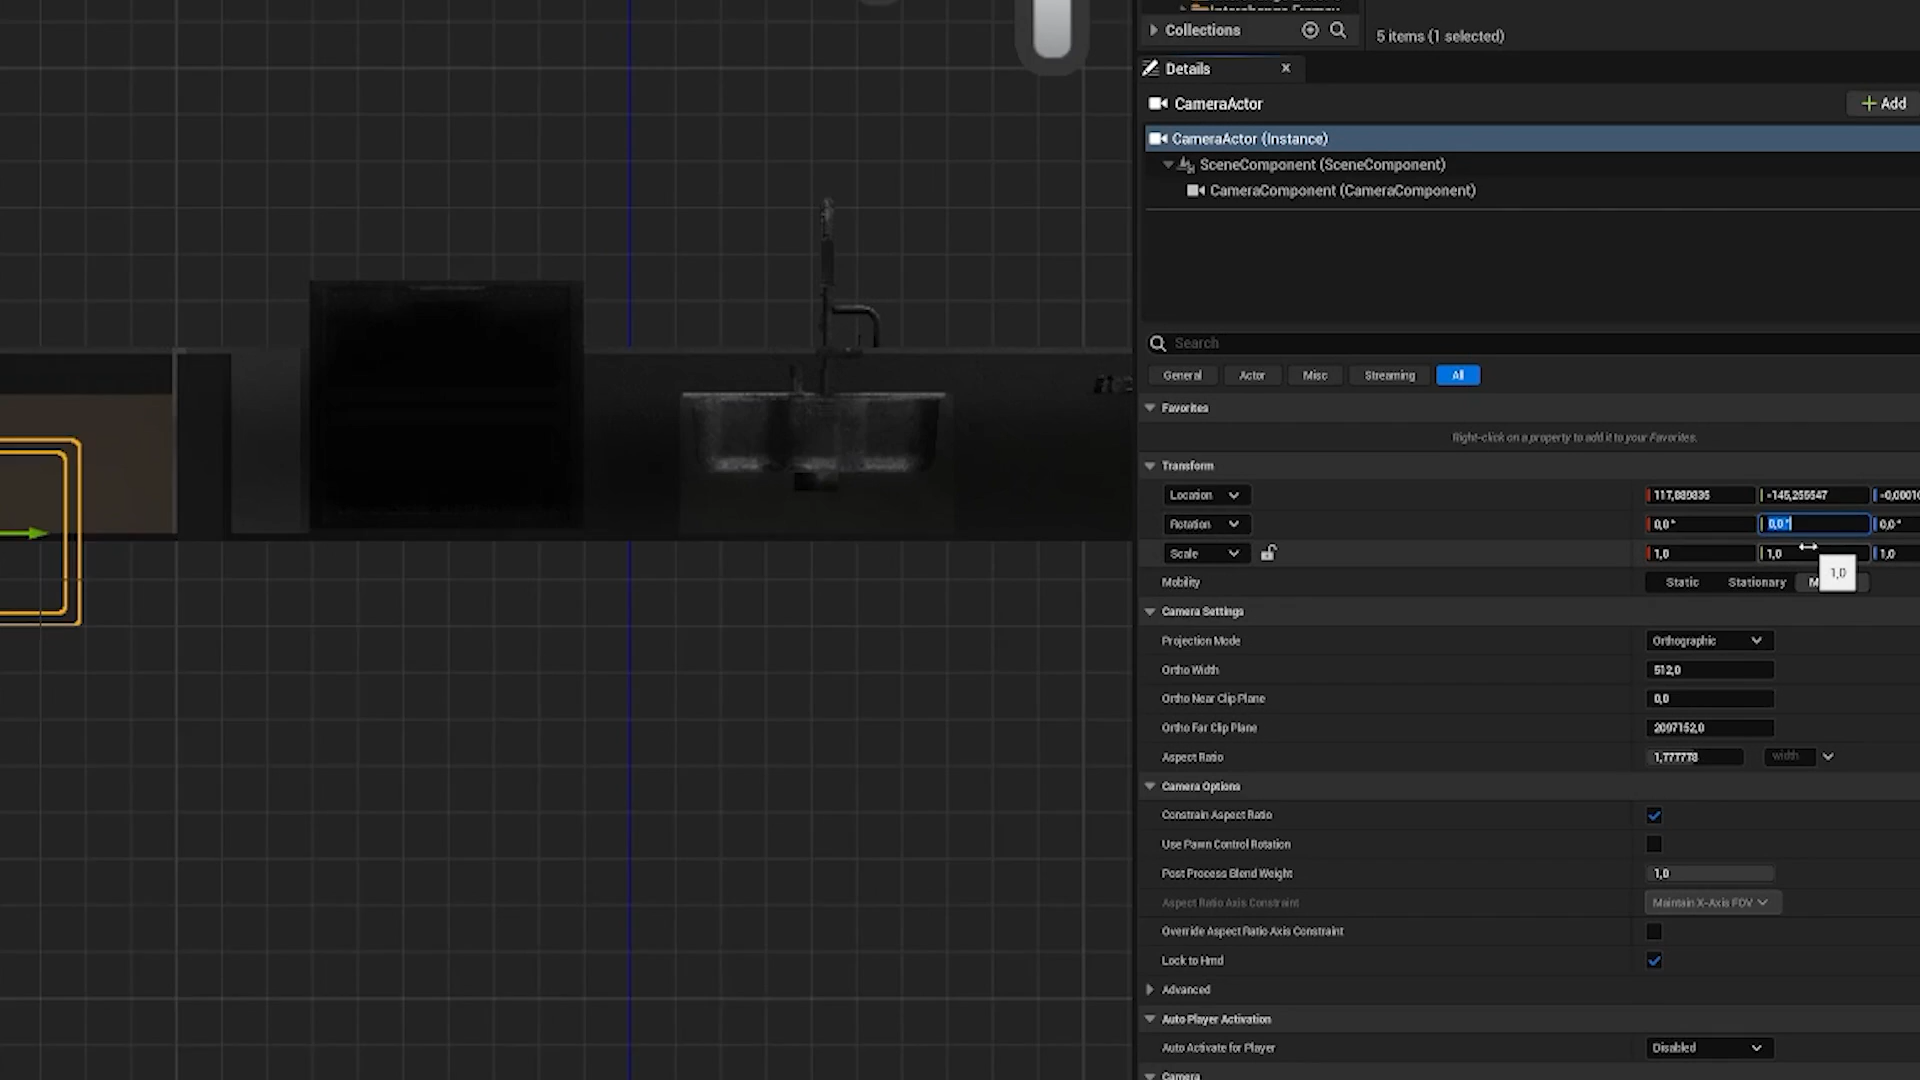 Collections
5 items (1 selected)
Details
CameraActor
Add
CameraActor (Instance)
SceneComponent (SceneComponent)
CameraComponent (CameraComponent)
Search
General Actor Misc Streaming All
Favorites
Right-click on a property to add it to your Favorites.
Transform
Location 117,889835 -145,255547
Rotation 0,0° 0,0° 0,0°
Scale 1,0 1,0 1,0
1,0
Mobility Static Stationary
Camera Settings
Projection Mode Orthographic
Ortho Width 512,0
Ortho Near Clip Plane 0,0
Ortho Far Clip Plane 2097152,0
Aspect Ratio 1,777778 width
Camera Options
Constrain Aspect Ratio
Use Pawn Control Rotation
Post Process Blend Weight 1,0
Aspect Ratio Axis Constraint Maintain X-Axis FOV
Override Aspect Ratio Axis Constraint
Lock to Hmd
Advanced
Auto Player Activation
Auto Activate for Player Disabled
Camera